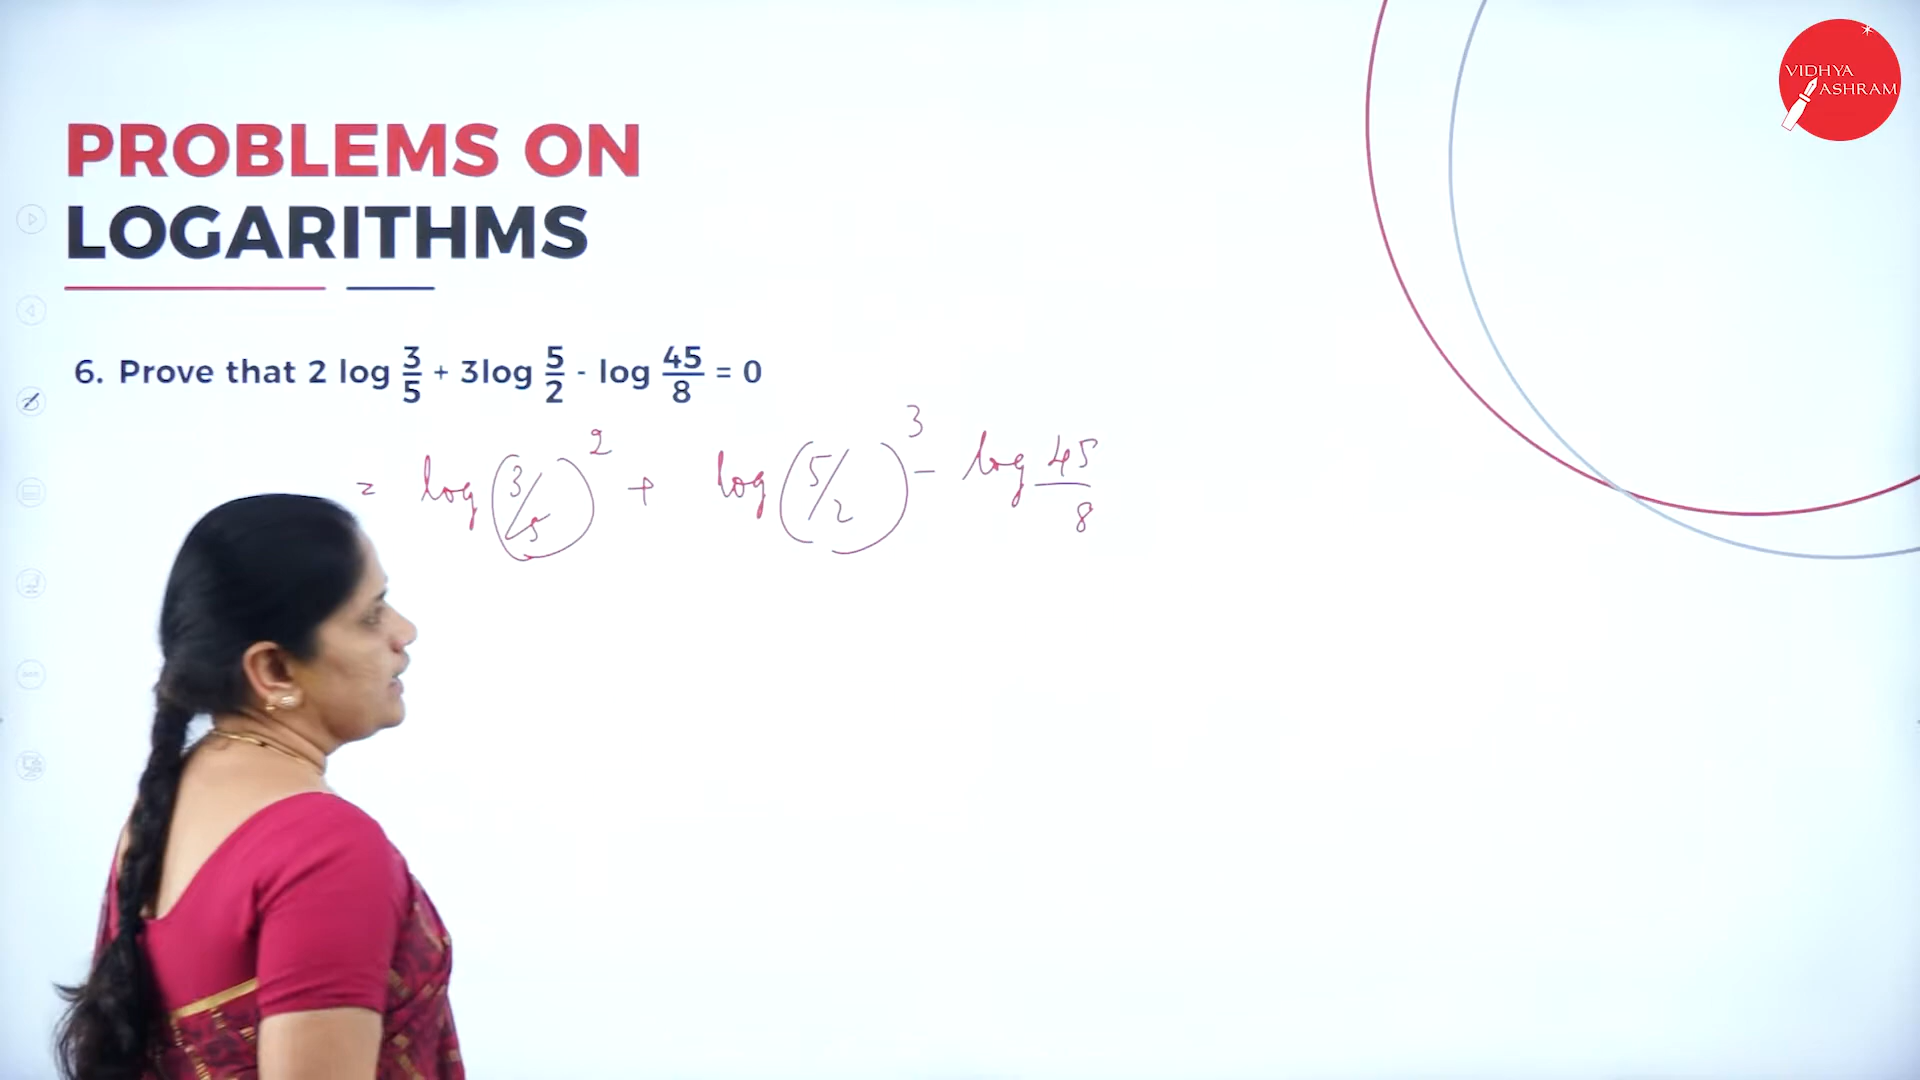 VIDHYA
ASHRAM
PROBLEMS ON
LOGARITHMS
6. Prove that 2 log 3/5 + 3log 5/2 - log 45/8 = 0
= log (3/5)^2 + log (5/2)^3 - log 45/8